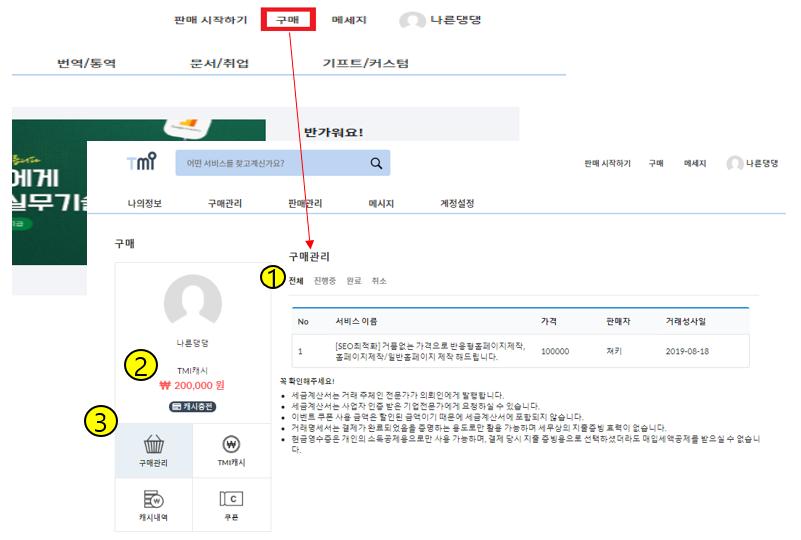 판매 시작하기 구매 메세지 나른댕댕
번역/통역 문서/취업 기프트/커스텀
반가워요!
에게
실무기술
TMI 어떤 서비스를 찾고계신가요? 판매 시작하기 구매 메세지 나른댕댕
나의정보 구매관리 판매관리 메시지 계정설정
구매
구매관리
1 전체 진행중 완료 취소
No 서비스 이름 가격 판매자 거래성사일
1 [SEO최적화] 거품없는 가격으로 반응형홈페이지제작, 100000 져키 2019-08-18
홈페이지제작/일반홈페이지 제작 해드립니다.
나른댕댕
2 TMI캐시
₩ 200,000 원
캐시충전
3
구매관리 TMI캐시
캐시내역 쿠폰
꼭 확인해주세요!
• 세금계산서는 거래 주체인 전문가가 의뢰인에게 발행합니다.
• 세금계산서는 사업자 인증 받은 기업전문가에게 요청하실 수 있습니다.
• 이벤트 쿠폰 사용 금액은 할인된 금액이기 때문에 세금계산서에 포함되지 않습니다.
• 거래명세서는 결제가 완료되었음을 증명하는 용도로만 활용 가능하며 세무상의 지출증빙 효력이 없습니다.
• 현금영수증은 개인의 소득공제용으로만 사용 가능하며, 결제 당시 지출 증빙용으로 선택하셨더라도 매입세액공제를 받으실 수 없습니
다.